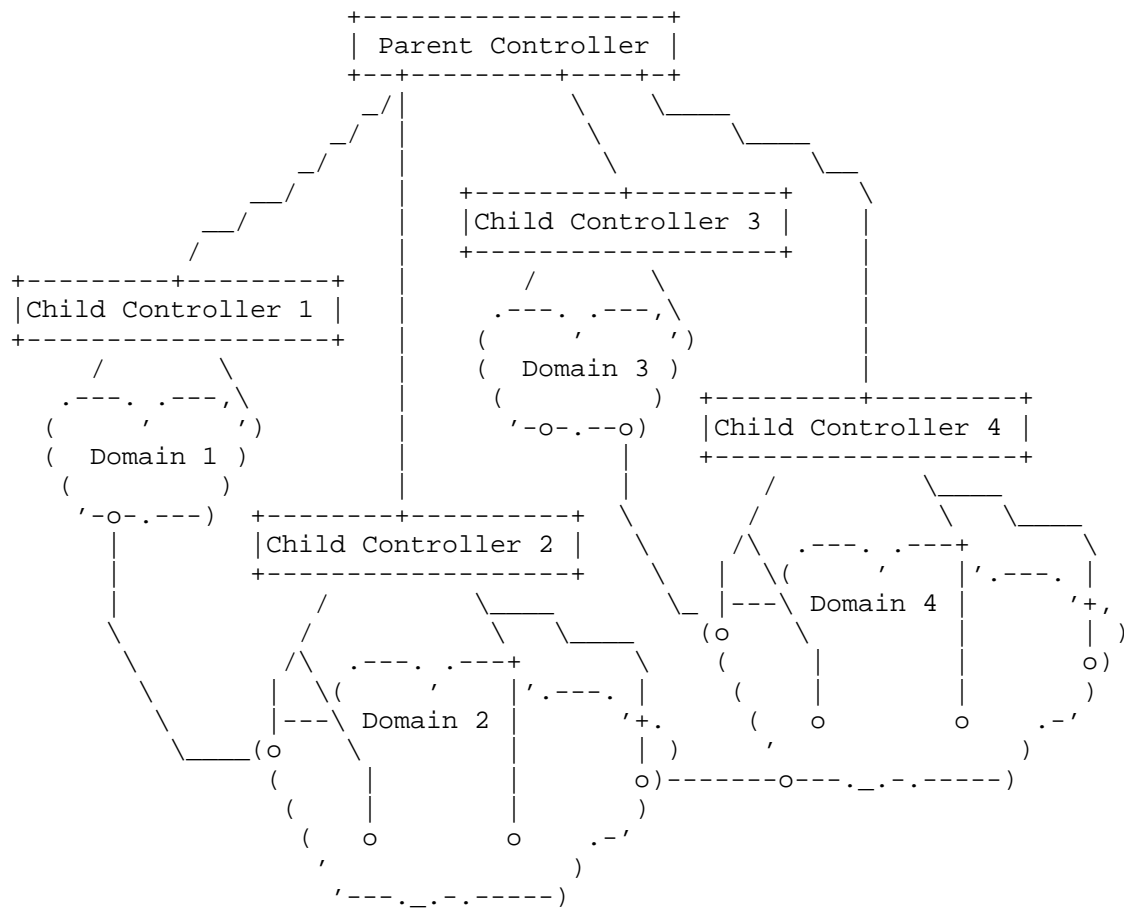 Parent Controller
Child Controller 3
Child Controller 1
Domain 3
Child Controller 4
Domain 1
Child Controller 2
Domain 4
Domain 2